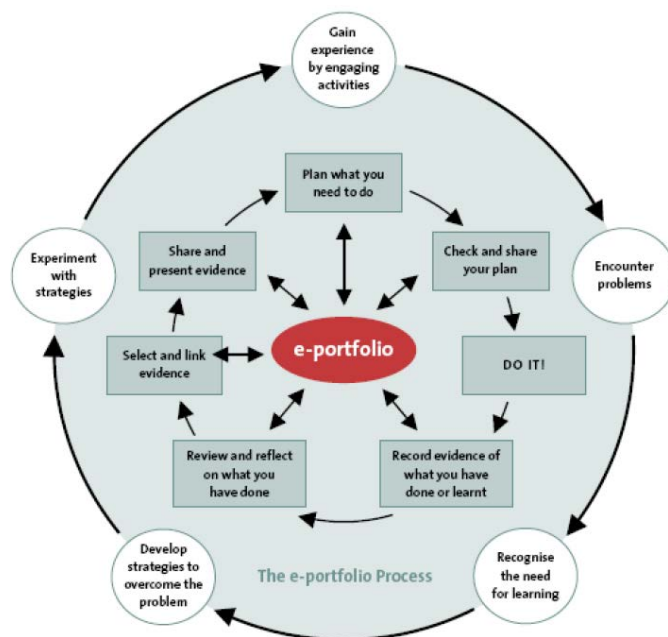 Gain
experience
by engaging
activities
Plan what you
need to do
Share and
present evidence
Check and share
your plan
Experiment
with
strategies
Encounter
problems
e-portfolio
Select and link
evidence
DO IT!
Review and reflect
on what you
have done
Record evidence of
what you have
done or learnt
Develop
strategies to
overcome the
problem
The e-portfolio Process
Recognise
the need
for learning